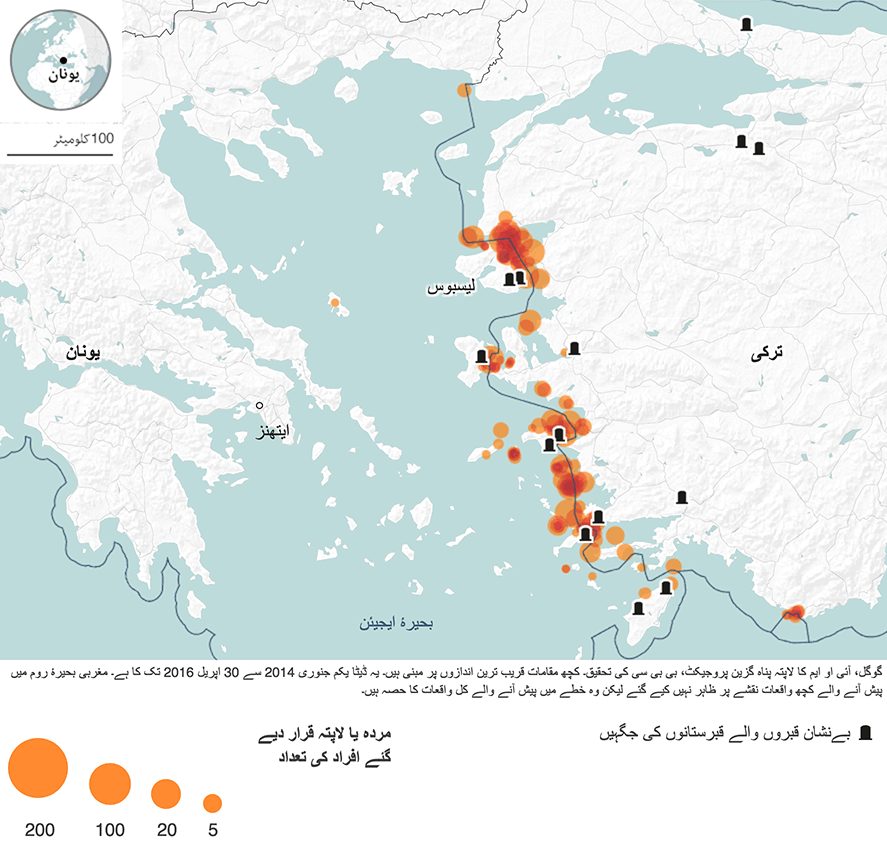 یونان
100 کلومیٹر
لیسبوس
یونان
ترکی
ایتھنز
بحیرۂ ایجیئن
گوگل، آئی او ایم کا لاپتہ پناہ گزین پروجیکٹ، بی بی سی کی تحقیق۔ کچھ مقامات قریب ترین اندازوں پر مبنی ہیں۔ یہ ڈیٹا یکم جنوری 2014 سے 30 اپریل 2016 تک کا ہے۔ مغربی بحیرۂ روم میں
پیش آنے والے کچھ واقعات نقشے پر ظاہر نہیں کیے گئے لیکن وہ خطے میں پیش آنے والے کل واقعات کا حصہ ہیں۔
بےنشان قبروں والے قبرستانوں کی جگہیں
مردہ یا لاپتہ قرار دیے
گئے افراد کی تعداد
200 100 20 5